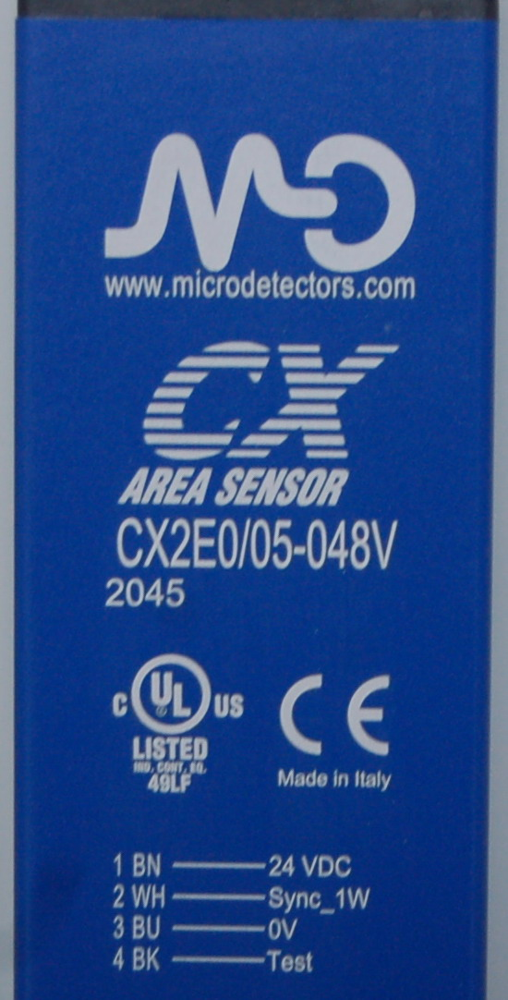 MD
www.microdetectors.com
CX
AREA SENSOR
CX2E0/05-048V
2045
C UL US
LISTED
IND. CONT. EQ.
49LF
CE
Made in Italy
1 BN 24 VDC
2 WH Sync_1W
3 BU 0V
4 BK Test